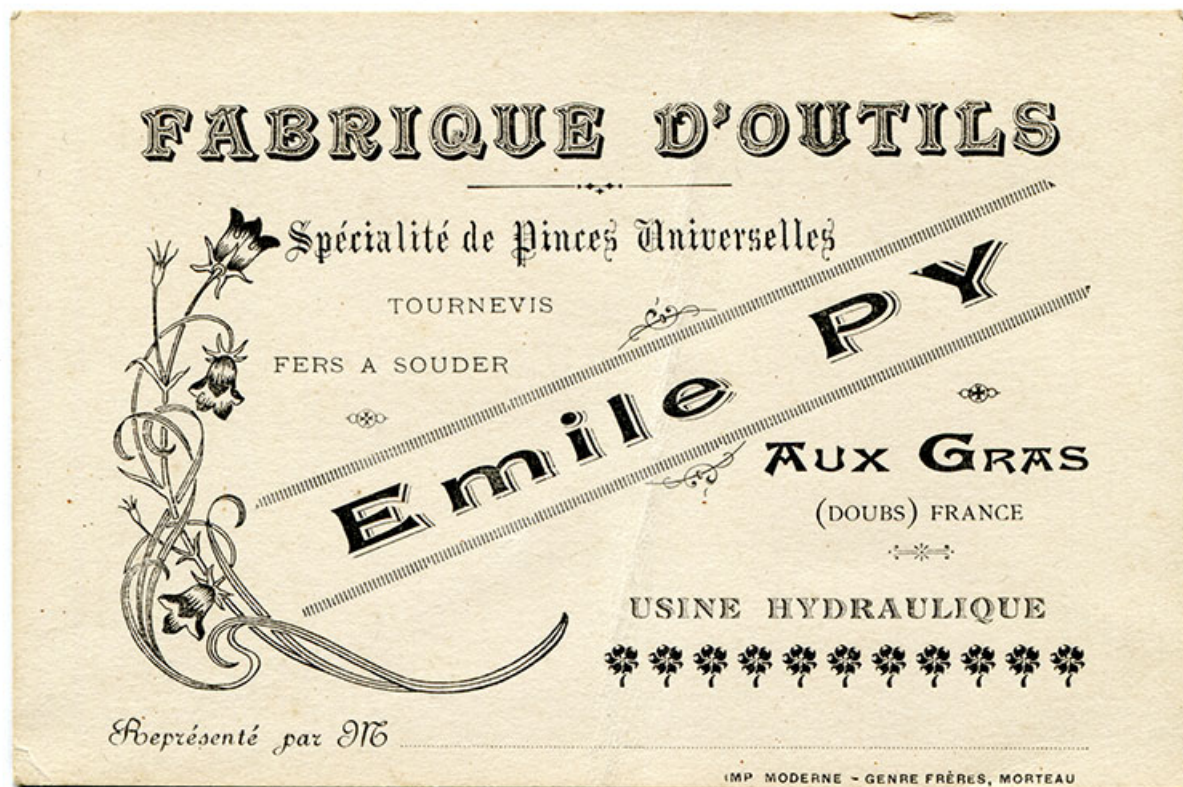 FABRIQUE D'OUTILS
Spécialité de Pinces Universelles
TOURNEVIS
FERS A SOUDER
Emile PY
AUX GRAS
(DOUBS) FRANCE
USINE HYDRAULIQUE
Représenté par M
IMP MODERNE - GENRE FRÈRES, MORTEAU